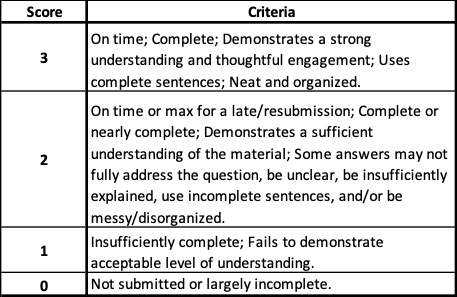 Score Criteria
On time; Complete; Demonstrates a strong
3 understanding and thoughtful engagement; Uses
complete sentences; Neat and organized.
On time or max for a late/resubmission; Complete or
nearly complete; Demonstrates a sufficient
understanding of the material; Some answers may not
2 fully address the question, be unclear, be insufficiently
explained, use incomplete sentences, and/or be
messy/disorganized.
1 Insufficiently complete; Fails to demonstrate
acceptable level of understanding.
0 Not submitted or largely incomplete.